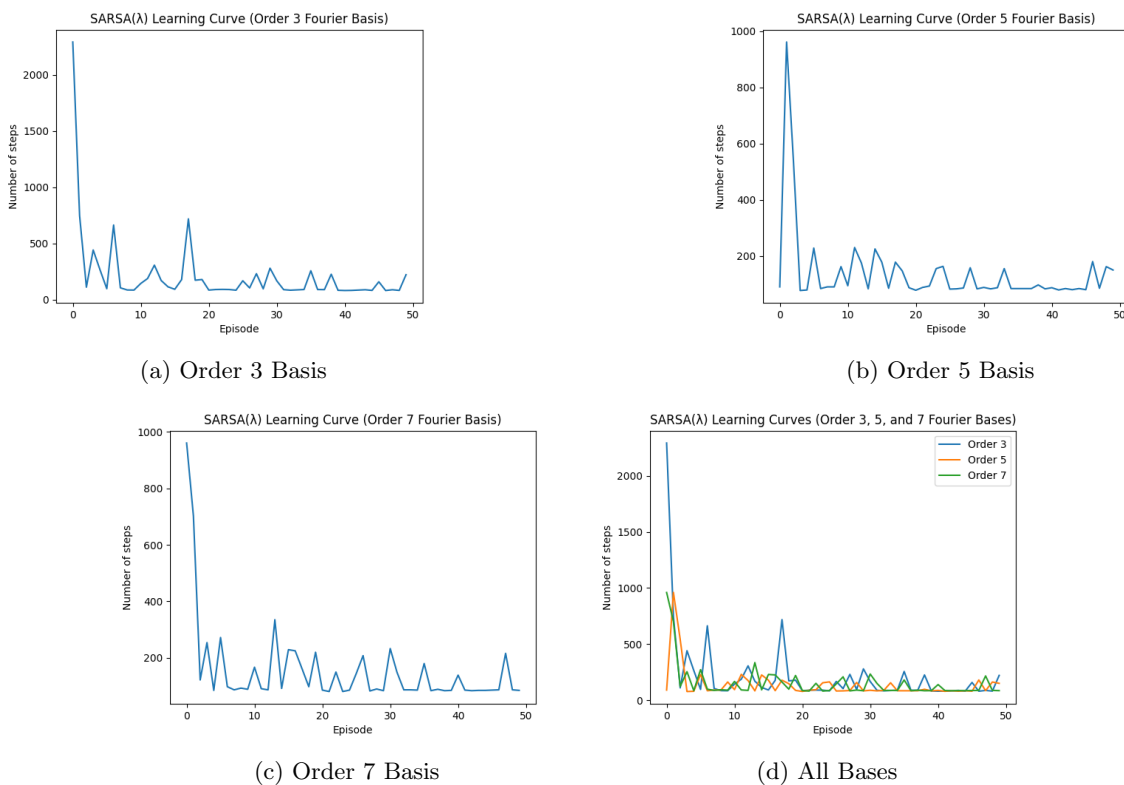 SARSA(λ) Learning Curve (Order 3 Fourier Basis)
2000
1500
1000
500
0
Number of steps
0 10 20 30 40 50
Episode
(a) Order 3 Basis
SARSA(λ) Learning Curve (Order 5 Fourier Basis)
1000
800
600
400
200
Number of steps
0 10 20 30 40 50
Episode
(b) Order 5 Basis
SARSA(λ) Learning Curve (Order 7 Fourier Basis)
1000
800
600
400
200
Number of steps
0 10 20 30 40 50
Episode
(c) Order 7 Basis
SARSA(λ) Learning Curves (Order 3, 5, and 7 Fourier Bases)
Order 3
Order 5
Order 7
2000
1500
1000
500
0
Number of steps
0 10 20 30 40 50
Episode
(d) All Bases